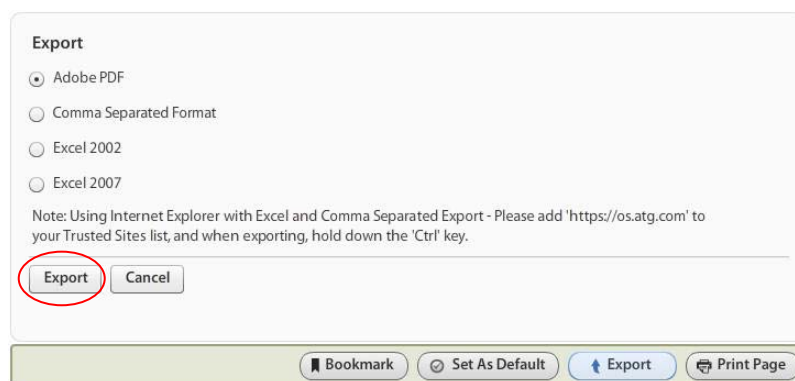 Export
Adobe PDF
Comma Separated Format
Excel 2002
Excel 2007
Note: Using Internet Explorer with Excel and Comma Separated Export - Please add 'https://os.atg.com' to
your Trusted Sites list, and when exporting, hold down the 'Ctrl' key.
Export Cancel
Bookmark Set As Default Export Print Page